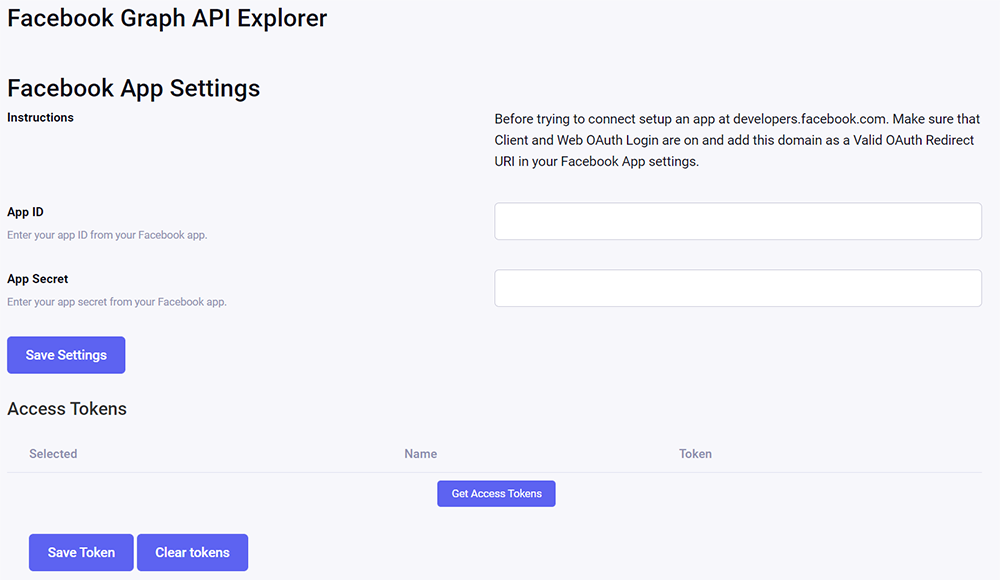 Facebook Graph API Explorer
Facebook App Settings
Instructions
Before trying to connect setup an app at developers.facebook.com. Make sure that
Client and Web OAuth Login are on and add this domain as a Valid OAuth Redirect
URI in your Facebook App settings.
App ID
Enter your app ID from your Facebook app.
App Secret
Enter your app secret from your Facebook app.
Save Settings
Access Tokens
Selected Name Token
Get Access Tokens
Save Token Clear tokens